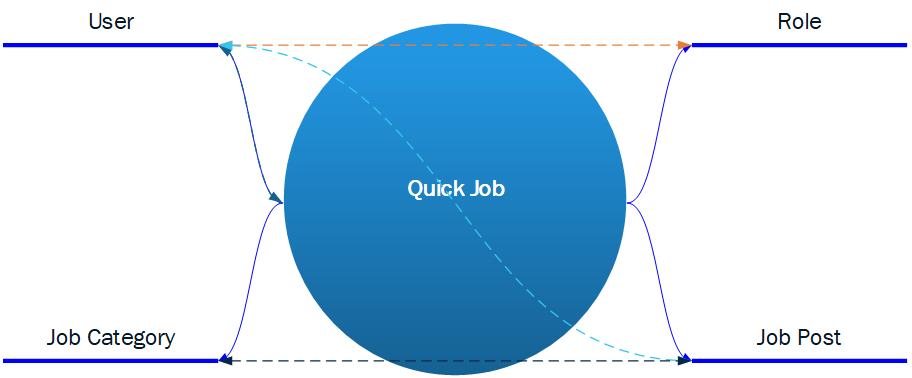 User
Role
Quick Job
Job Category
Job Post